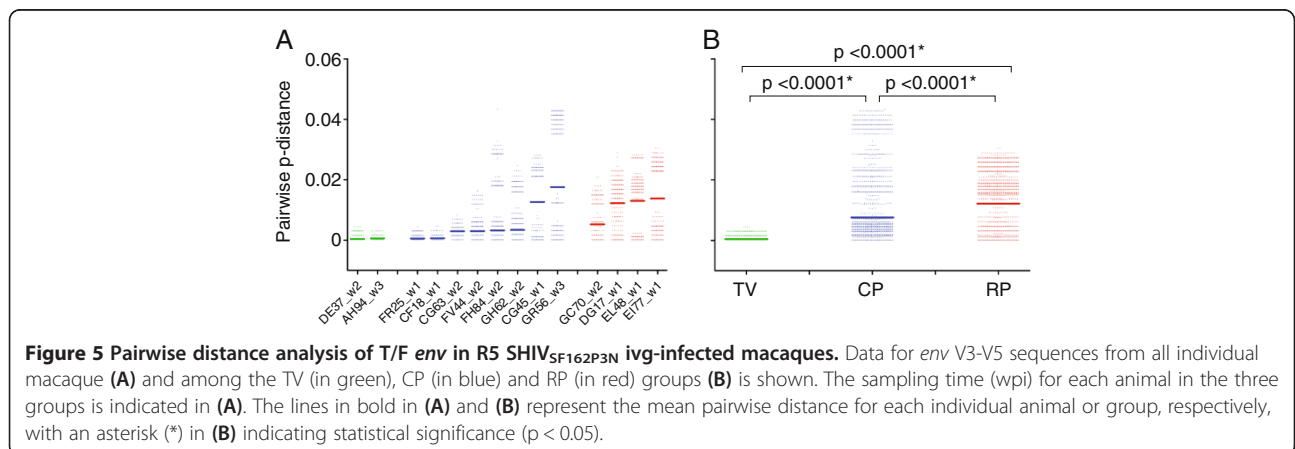 A
B
0.06
0.04
0.02
0
Pairwise p-distance
DE37_w2
AH94_w3
FR25_w1
CF18_w1
CG63_w2
FV44_w2
FH84_w2
GH62_w2
CG45_w1
GR56_w3
GC70_w2
DG17_w1
EL48_w1
EI77_w1
p <0.0001*
p <0.0001*
p <0.0001*
TV
CP
RP
Figure 5 Pairwise distance analysis of T/F env in R5 SHIVSF162P3N ivg-infected macaques. Data for env V3-V5 sequences from all individual
macaque (A) and among the TV (in green), CP (in blue) and RP (in red) groups (B) is shown. The sampling time (wpi) for each animal in the three
groups is indicated in (A). The lines in bold in (A) and (B) represent the mean pairwise distance for each individual animal or group, respectively,
with an asterisk (*) in (B) indicating statistical significance (p < 0.05).